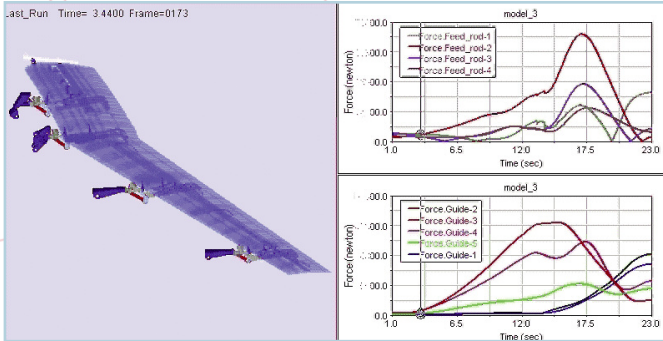 Last_Run Time= 3.4400 Frame=0173
model_3
Force.Feed_rod-1
Force.Feed_rod-2
Force.Feed_rod-3
Force.Feed_rod-4
Force (newton)
0.0
1.0 6.5 12.0 17.5 23.0
Time (sec)
model_3
Force.Guide-2
Force.Guide-3
Force.Guide-4
Force.Guide-5
Force.Guide-1
Force (newton)
0.0
1.0 6.5 12.0 17.5 23.0
Time (sec)